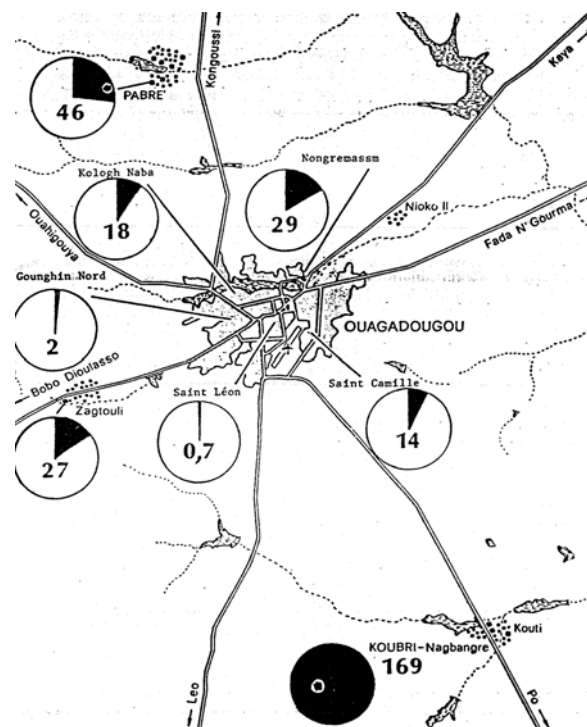 Kongoussi
Kaya
PABRE'
46
Nongremassm
Kologh Naba
18
29
Nioko II
Ouahigouya
Fada N'Gourma
Gounghin Nord
2
OUAGADOUGOU
Bobo Dioulasso
Zagtouli
27
Saint Léon
0,7
Saint Camille
14
Kouti
KOUBRI-Nagbangre
169
Leo
Po